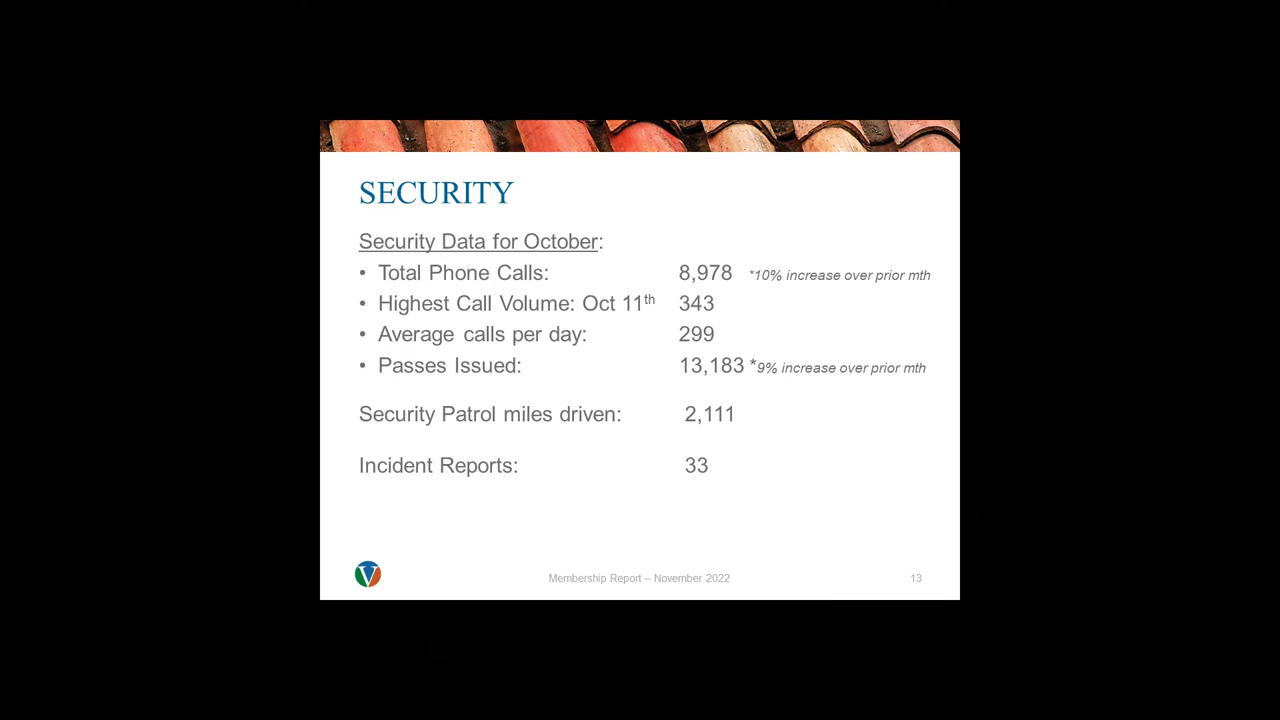 SECURITY
Security Data for October:
• Total Phone Calls: 8,978 *10% increase over prior mth
• Highest Call Volume: Oct 11th 343
• Average calls per day: 299
• Passes Issued: 13,183 *9% increase over prior mth
Security Patrol miles driven: 2,111
Incident Reports: 33
V
Membership Report – November 2022 13